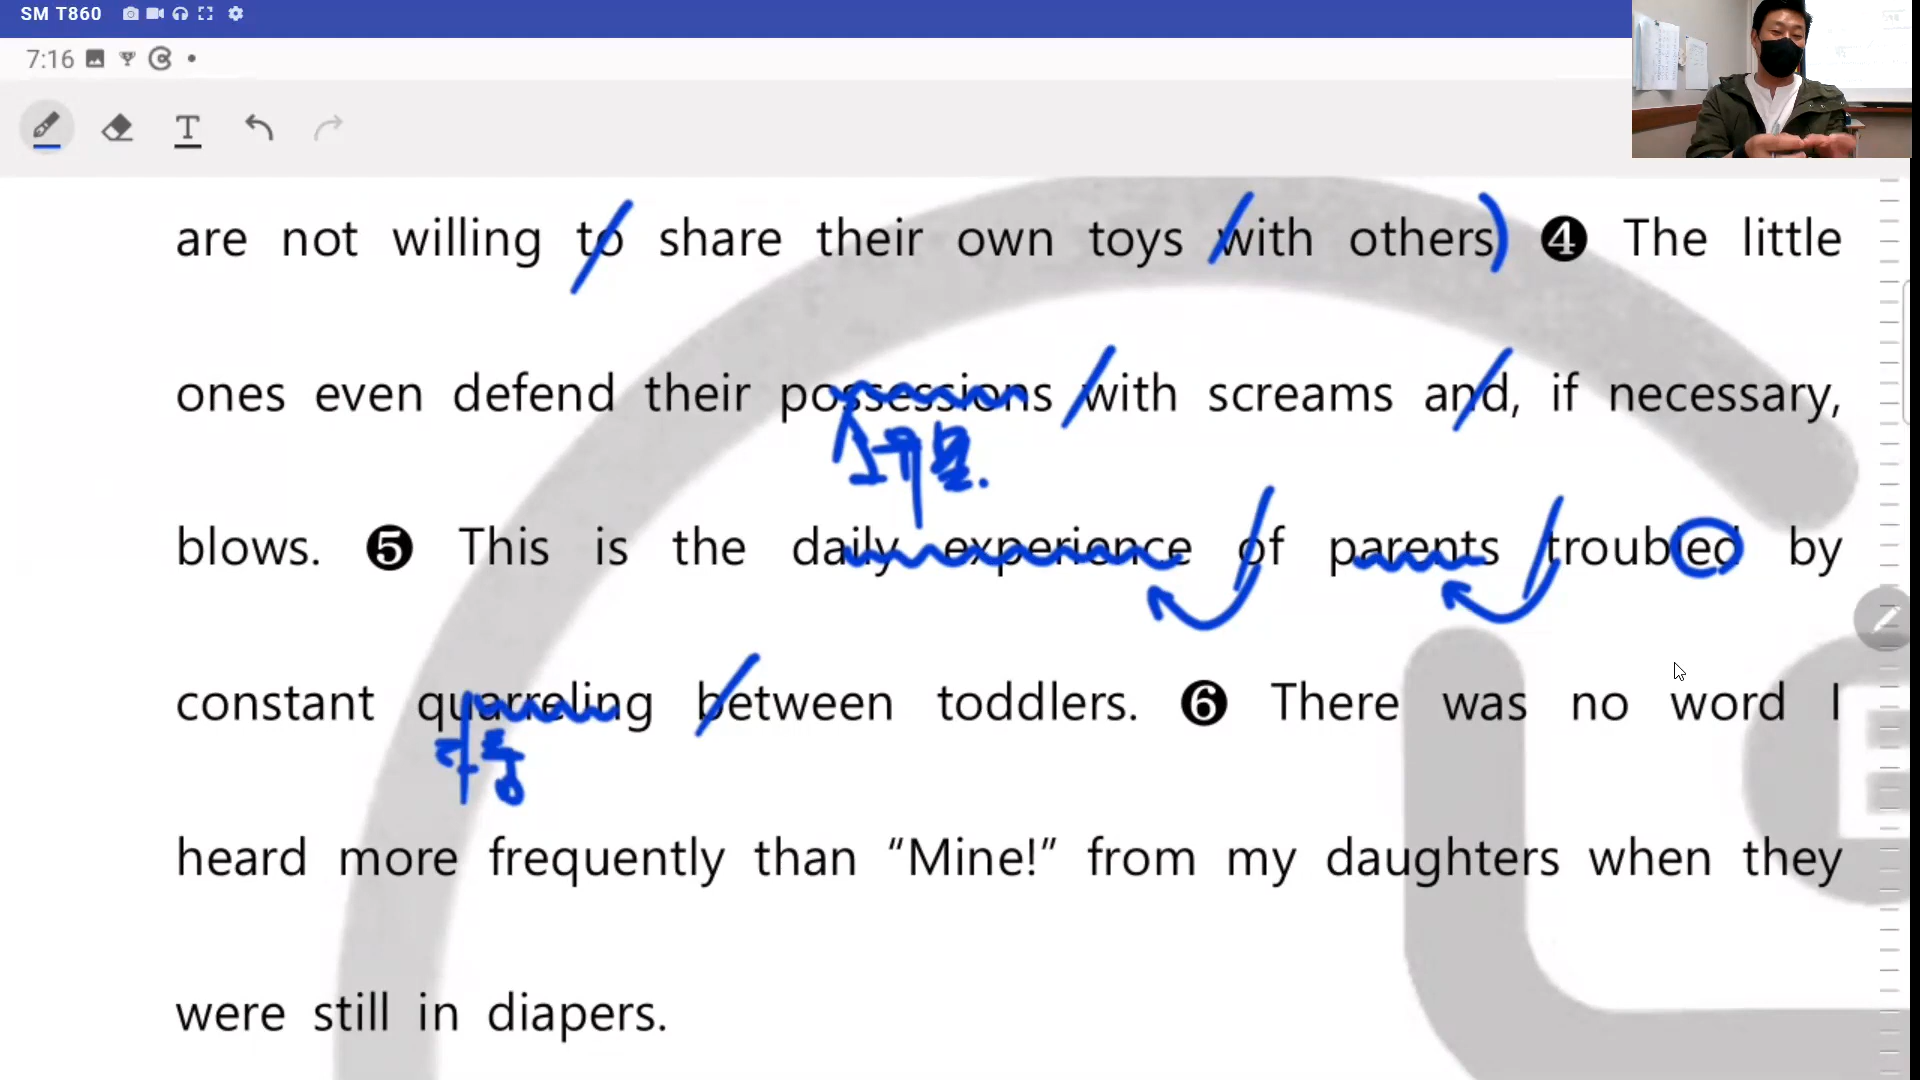 SM T860
7:16
are not willing to share their own toys with others) ❹ The little
ones even defend their possessions with screams and, if necessary,
소유물.
blows. ❺ This is the daily experience of parents troubled by
constant quarreling between toddlers. ❻ There was no word I
다툼
heard more frequently than “Mine!” from my daughters when they
were still in diapers.